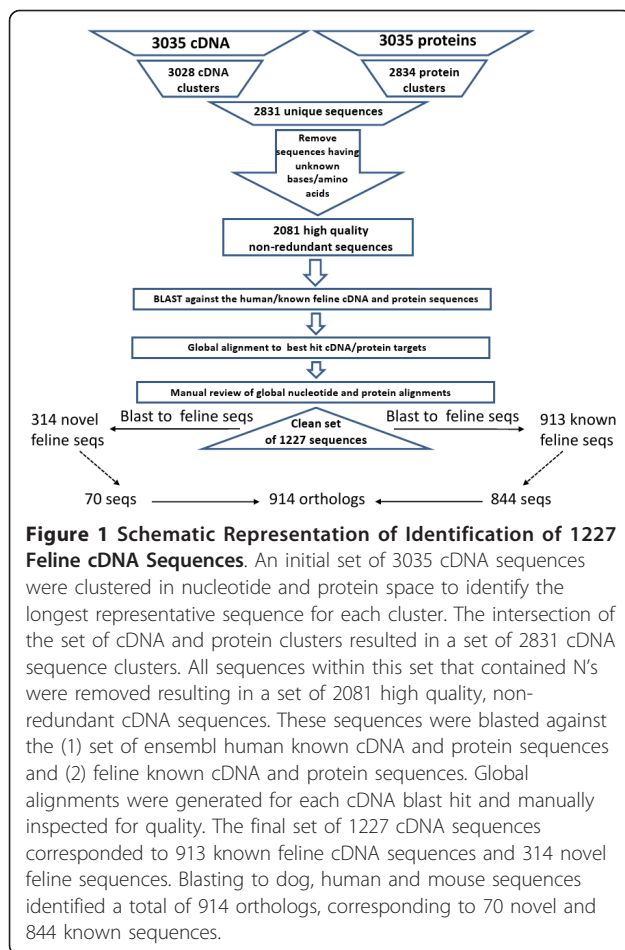 3035 cDNA
3035 proteins
3028 cDNA
clusters
2834 protein
clusters
2831 unique sequences
Remove
sequences having
unknown
bases/amino
acids
2081 high quality
non-redundant sequences
BLAST against the human/known feline cDNA and protein sequences
Global alignment to best hit cDNA/protein targets
Manual review of global nucleotide and protein alignments
314 novel
feline seqs
Blast to feline seqs
Clean set
of 1227 sequences
Blast to feline seqs
913 known
feline seqs
70 seqs
914 orthologs
844 seqs
Figure 1 Schematic Representation of Identification of 1227
Feline cDNA Sequences. An initial set of 3035 cDNA sequences
were clustered in nucleotide and protein space to identify the
longest representative sequence for each cluster. The intersection of
the set of cDNA and protein clusters resulted in a set of 2831 cDNA
sequence clusters. All sequences within this set that contained N's
were removed resulting in a set of 2081 high quality, non-
redundant cDNA sequences. These sequences were blasted against
the (1) set of ensembl human known cDNA and protein sequences
and (2) feline known cDNA and protein sequences. Global
alignments were generated for each cDNA blast hit and manually
inspected for quality. The final set of 1227 cDNA sequences
corresponded to 913 known feline cDNA sequences and 314 novel
feline sequences. Blasting to dog, human and mouse sequences
identified a total of 914 orthologs, corresponding to 70 novel and
844 known sequences.